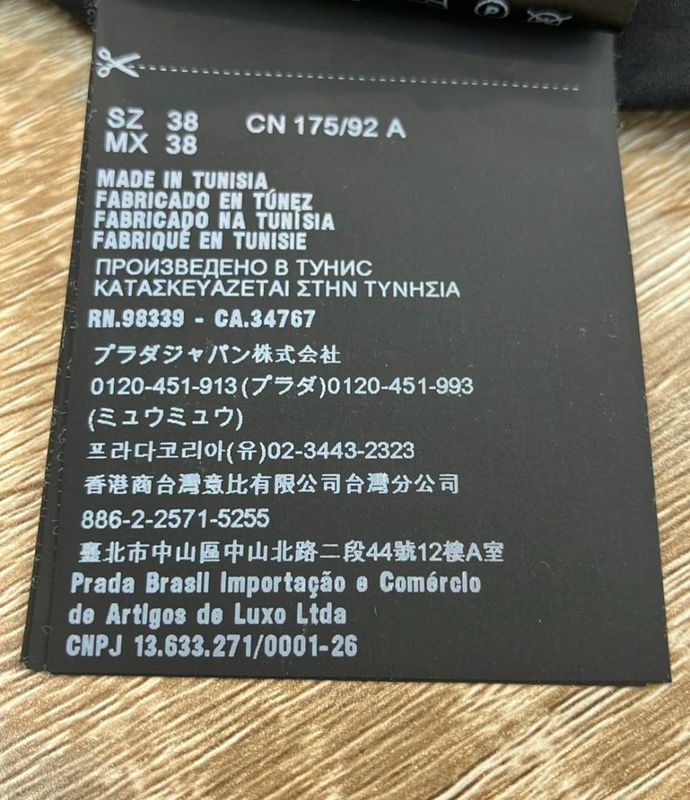 SZ 38 CN 175/92 A
MX 38
MADE IN TUNISIA
FABRICADO EN TÚNEZ
FABRICADO NA TUNÍSIA
FABRIQUÉ EN TUNISIE
ПРОИЗВЕДЕНО В ТУНИС
ΚΑΤΑΣΚΕΥΑΖΕΤΑΙ ΣΤΗΝ ΤΥΝΗΣΙΑ
RN.98339 - CA.34767
プラダジャパン株式会社
0120-451-913(プラダ)0120-451-993
(ミュウミュウ)
프라다코리아(유)02-3443-2323
香港商台灣意比有限公司台灣分公司
886-2-2571-5255
臺北市中山區中山北路二段44號12樓A室
Prada Brasil Importação e Comércio
de Artigos de Luxo Ltda
CNPJ 13.633.271/0001-26